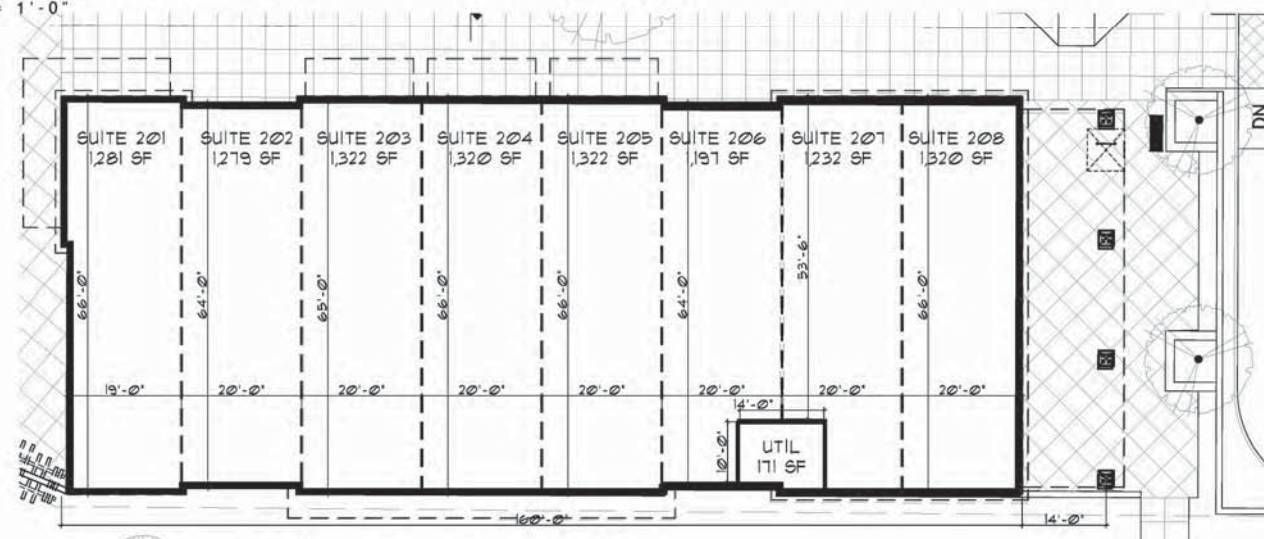 1'-0"
SUITE 201
1,281 SF
SUITE 202
1,279 SF
SUITE 203
1,322 SF
SUITE 204
1,320 SF
SUITE 205
1,322 SF
SUITE 206
1,197 SF
SUITE 207
1,232 SF
SUITE 208
1,320 SF
DN
66'-0"
64'-0"
65'-0"
66'-0"
66'-0"
64'-0"
53'-6"
66'-0"
19'-0"
20'-0"
20'-0"
20'-0"
20'-0"
20'-0"
20'-0"
20'-0"
14'-0"
10'-0"
UTIL
171 SF
160'-0"
14'-0"